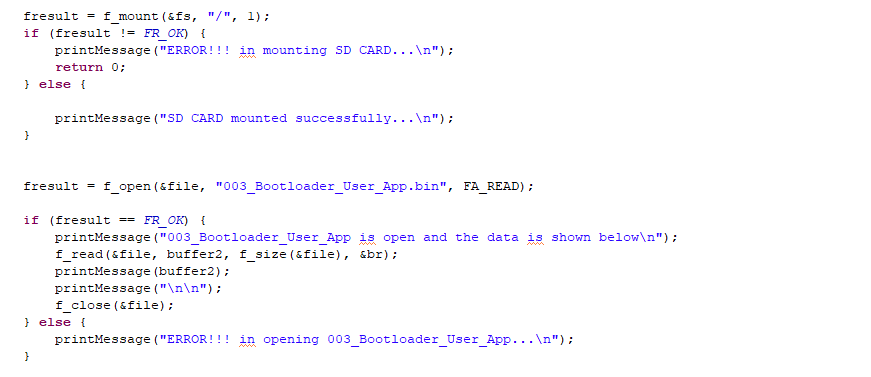 fresult = f_mount(&fs, "/", 1);
if (fresult != FR_OK) {
    printMessage("ERROR!!! in mounting SD CARD...\n");
    return 0;
} else {
    printMessage("SD CARD mounted successfully...\n");
}
fresult = f_open(&file, "003_Bootloader_User_App.bin", FA_READ);
if (fresult == FR_OK) {
    printMessage("003_Bootloader_User_App is open and the data is shown below\n");
    f_read(&file, buffer2, f_size(&file), &br);
    printMessage(buffer2);
    printMessage("\n\n");
    f_close(&file);
} else {
    printMessage("ERROR!!! in opening 003_Bootloader_User_App...\n");
}